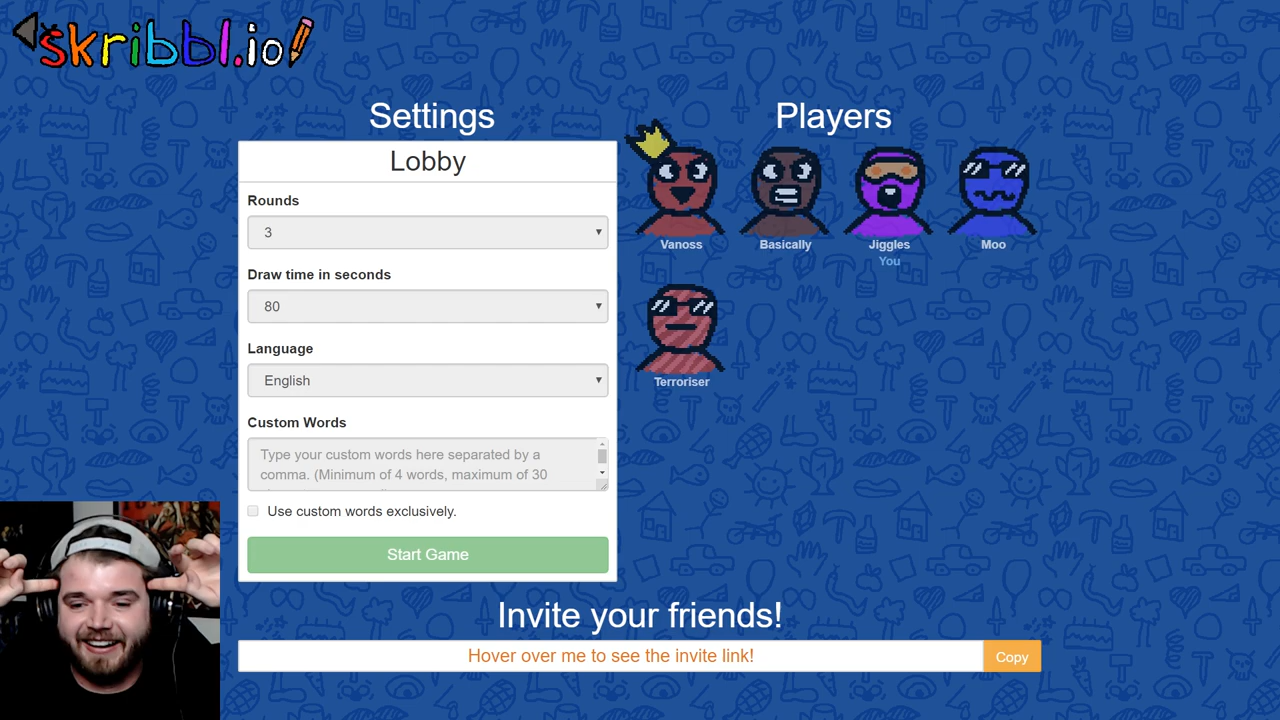 skribbl.io
Settings
Players
Lobby
Rounds
3
Draw time in seconds
80
Language
English
Custom Words
Type your custom words here separated by a
comma. (Minimum of 4 words, maximum of 30
Use custom words exclusively.
Start Game
Vanoss
Basically
Jiggles
Moo
You
Terroriser
Invite your friends!
Hover over me to see the invite link!
Copy